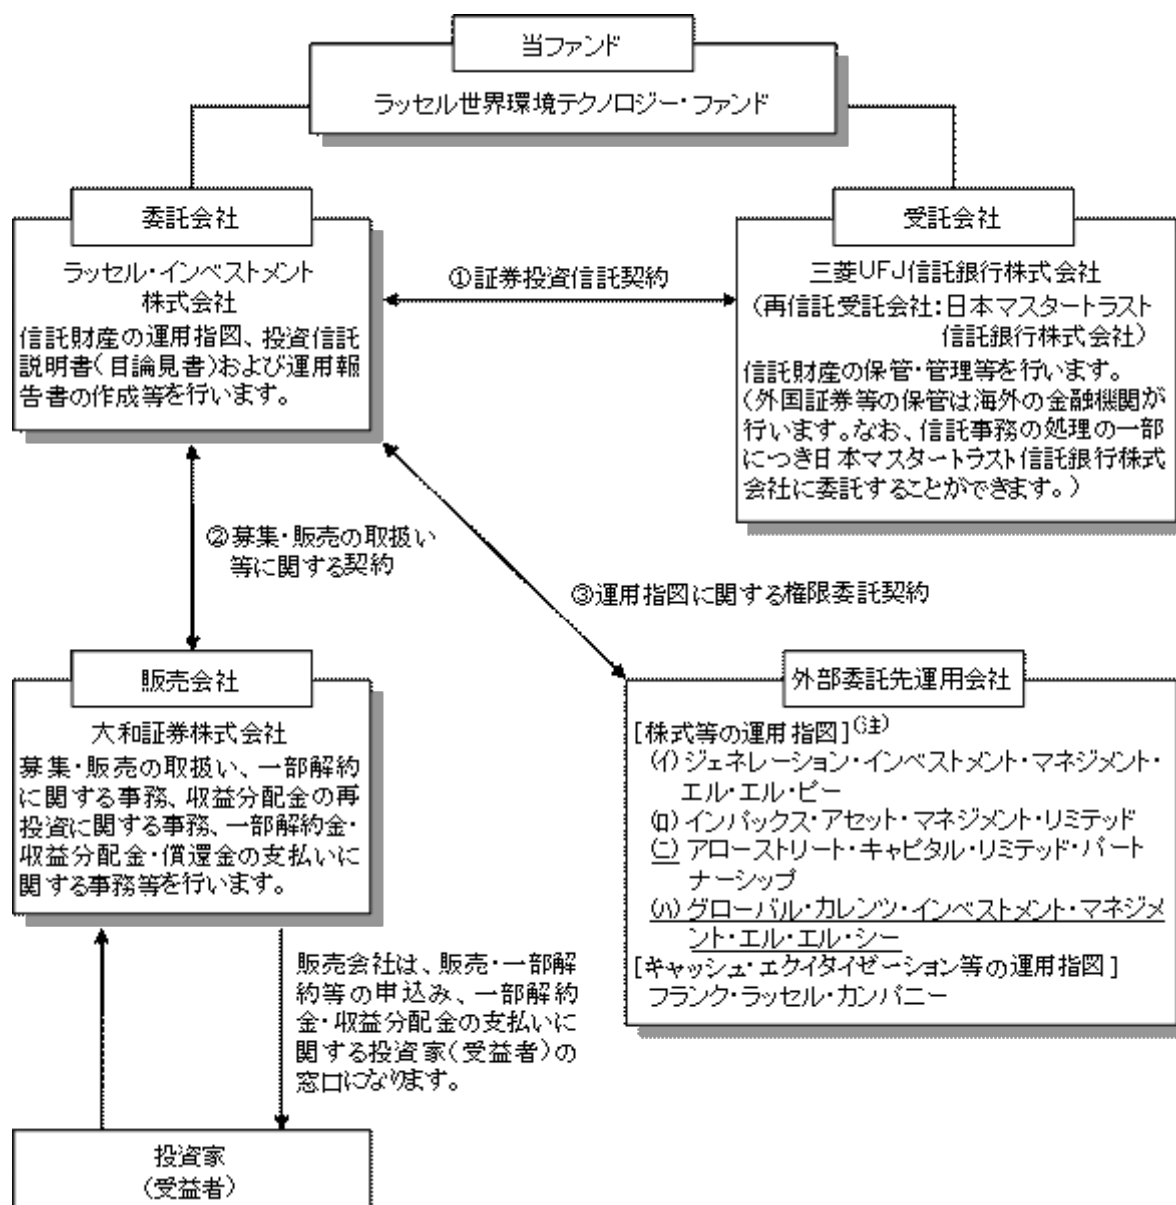 当ファンド
ラッセル世界環境テクノロジー・ファンド
委託会社
ラッセル・インベストメント
株式会社
信託財産の運用指図、投資信託
説明書(目論見書)および運用報
告書の作成等を行います。
①証券投資信託契約
受託会社
三菱UFJ信託銀行株式会社
(再信託受託会社:日本マスタートラスト
信託銀行株式会社)
信託財産の保管・管理等を行います。
(外国証券等の保管は海外の金融機関が
行います。なお、信託事務の処理の一部
につき日本マスタートラスト信託銀行株式
会社に委託することができます。)
②募集・販売の取扱い
等に関する契約
③運用指図に関する権限委託契約
販売会社
大和証券株式会社
募集・販売の取扱い、一部解約
に関する事務、収益分配金の再
投資に関する事務、一部解約金・
収益分配金・償還金の支払いに
関する事務等を行います。
外部委託先運用会社
[株式等の運用指図](注)
(イ)ジェネレーション・インベストメント・マネジメント・
エル・エル・ピー
(ロ)インパックス・アセット・マネジメント・リミテッド
(ニ)アローストリート・キャピタル・リミテッド・パート
ナーシップ
(ハ)グローバル・カレンツ・インベストメント・マネジメ
ント・エル・エル・シー
[キャッシュ・エクイタイゼーション等の運用指図]
フランク・ラッセル・カンパニー
販売会社は、販売・一部解
約等の申込み、一部解約
金・収益分配金の支払いに
関する投資家(受益者)の
窓口になります。
投資家
(受益者)